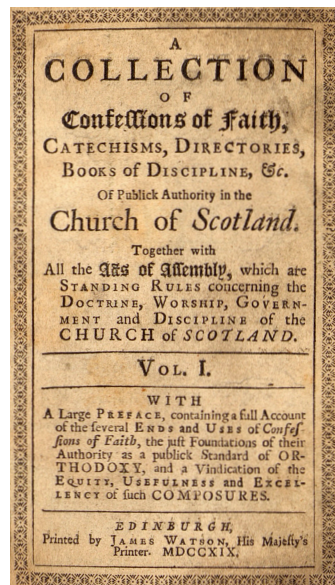 A
COLLECTION
OF
Confessions of Faith,
CATECHISMS, DIRECTORIES,
BOOKS OF DISCIPLINE, &c.
Of Publick Authority in the
Church of Scotland.
Together with
All the Acts of Assembly, which are
STANDING RULES concerning the
DOCTRINE, WORSHIP, GOVERN-
MENT and DISCIPLINE of the
CHURCH of SCOTLAND.
VOL. I.
WITH
A Large PREFACE, containing a full Account
of the several ENDS and USES of Confes-
sions of Faith, the just Foundations of their
Authority as a publick Standard of OR-
THODOXY, and a Vindication of the
EQUITY, USEFULNESS and EXCEL-
LENCY of such COMPOSURES.
EDINBURGH,
Printed by JAMES WATSON, His Majesty's
Printer. MDCCXIX.